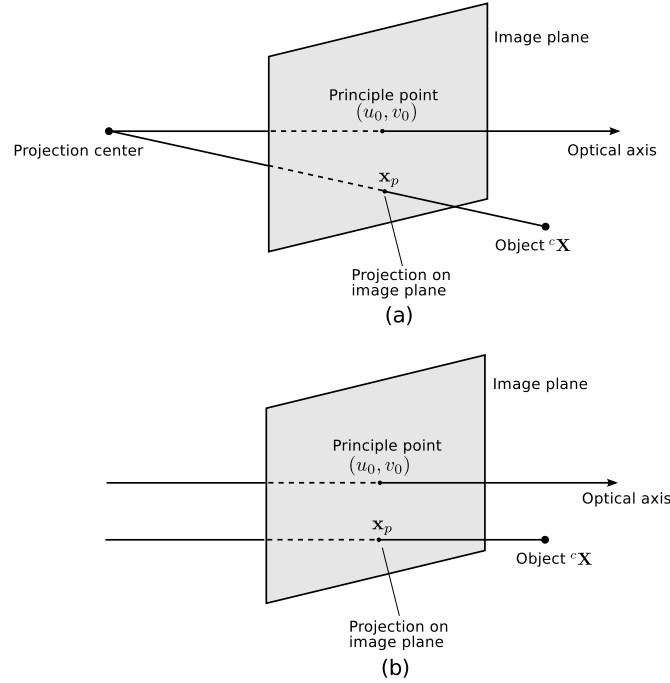 Image plane
Principle point
(u₀, v₀)
Projection center
Optical axis
𝐱ₚ
Object ᶜ𝐗
Projection on
image plane
(a)
Image plane
Principle point
(u₀, v₀)
Optical axis
𝐱ₚ
Object ᶜ𝐗
Projection on
image plane
(b)